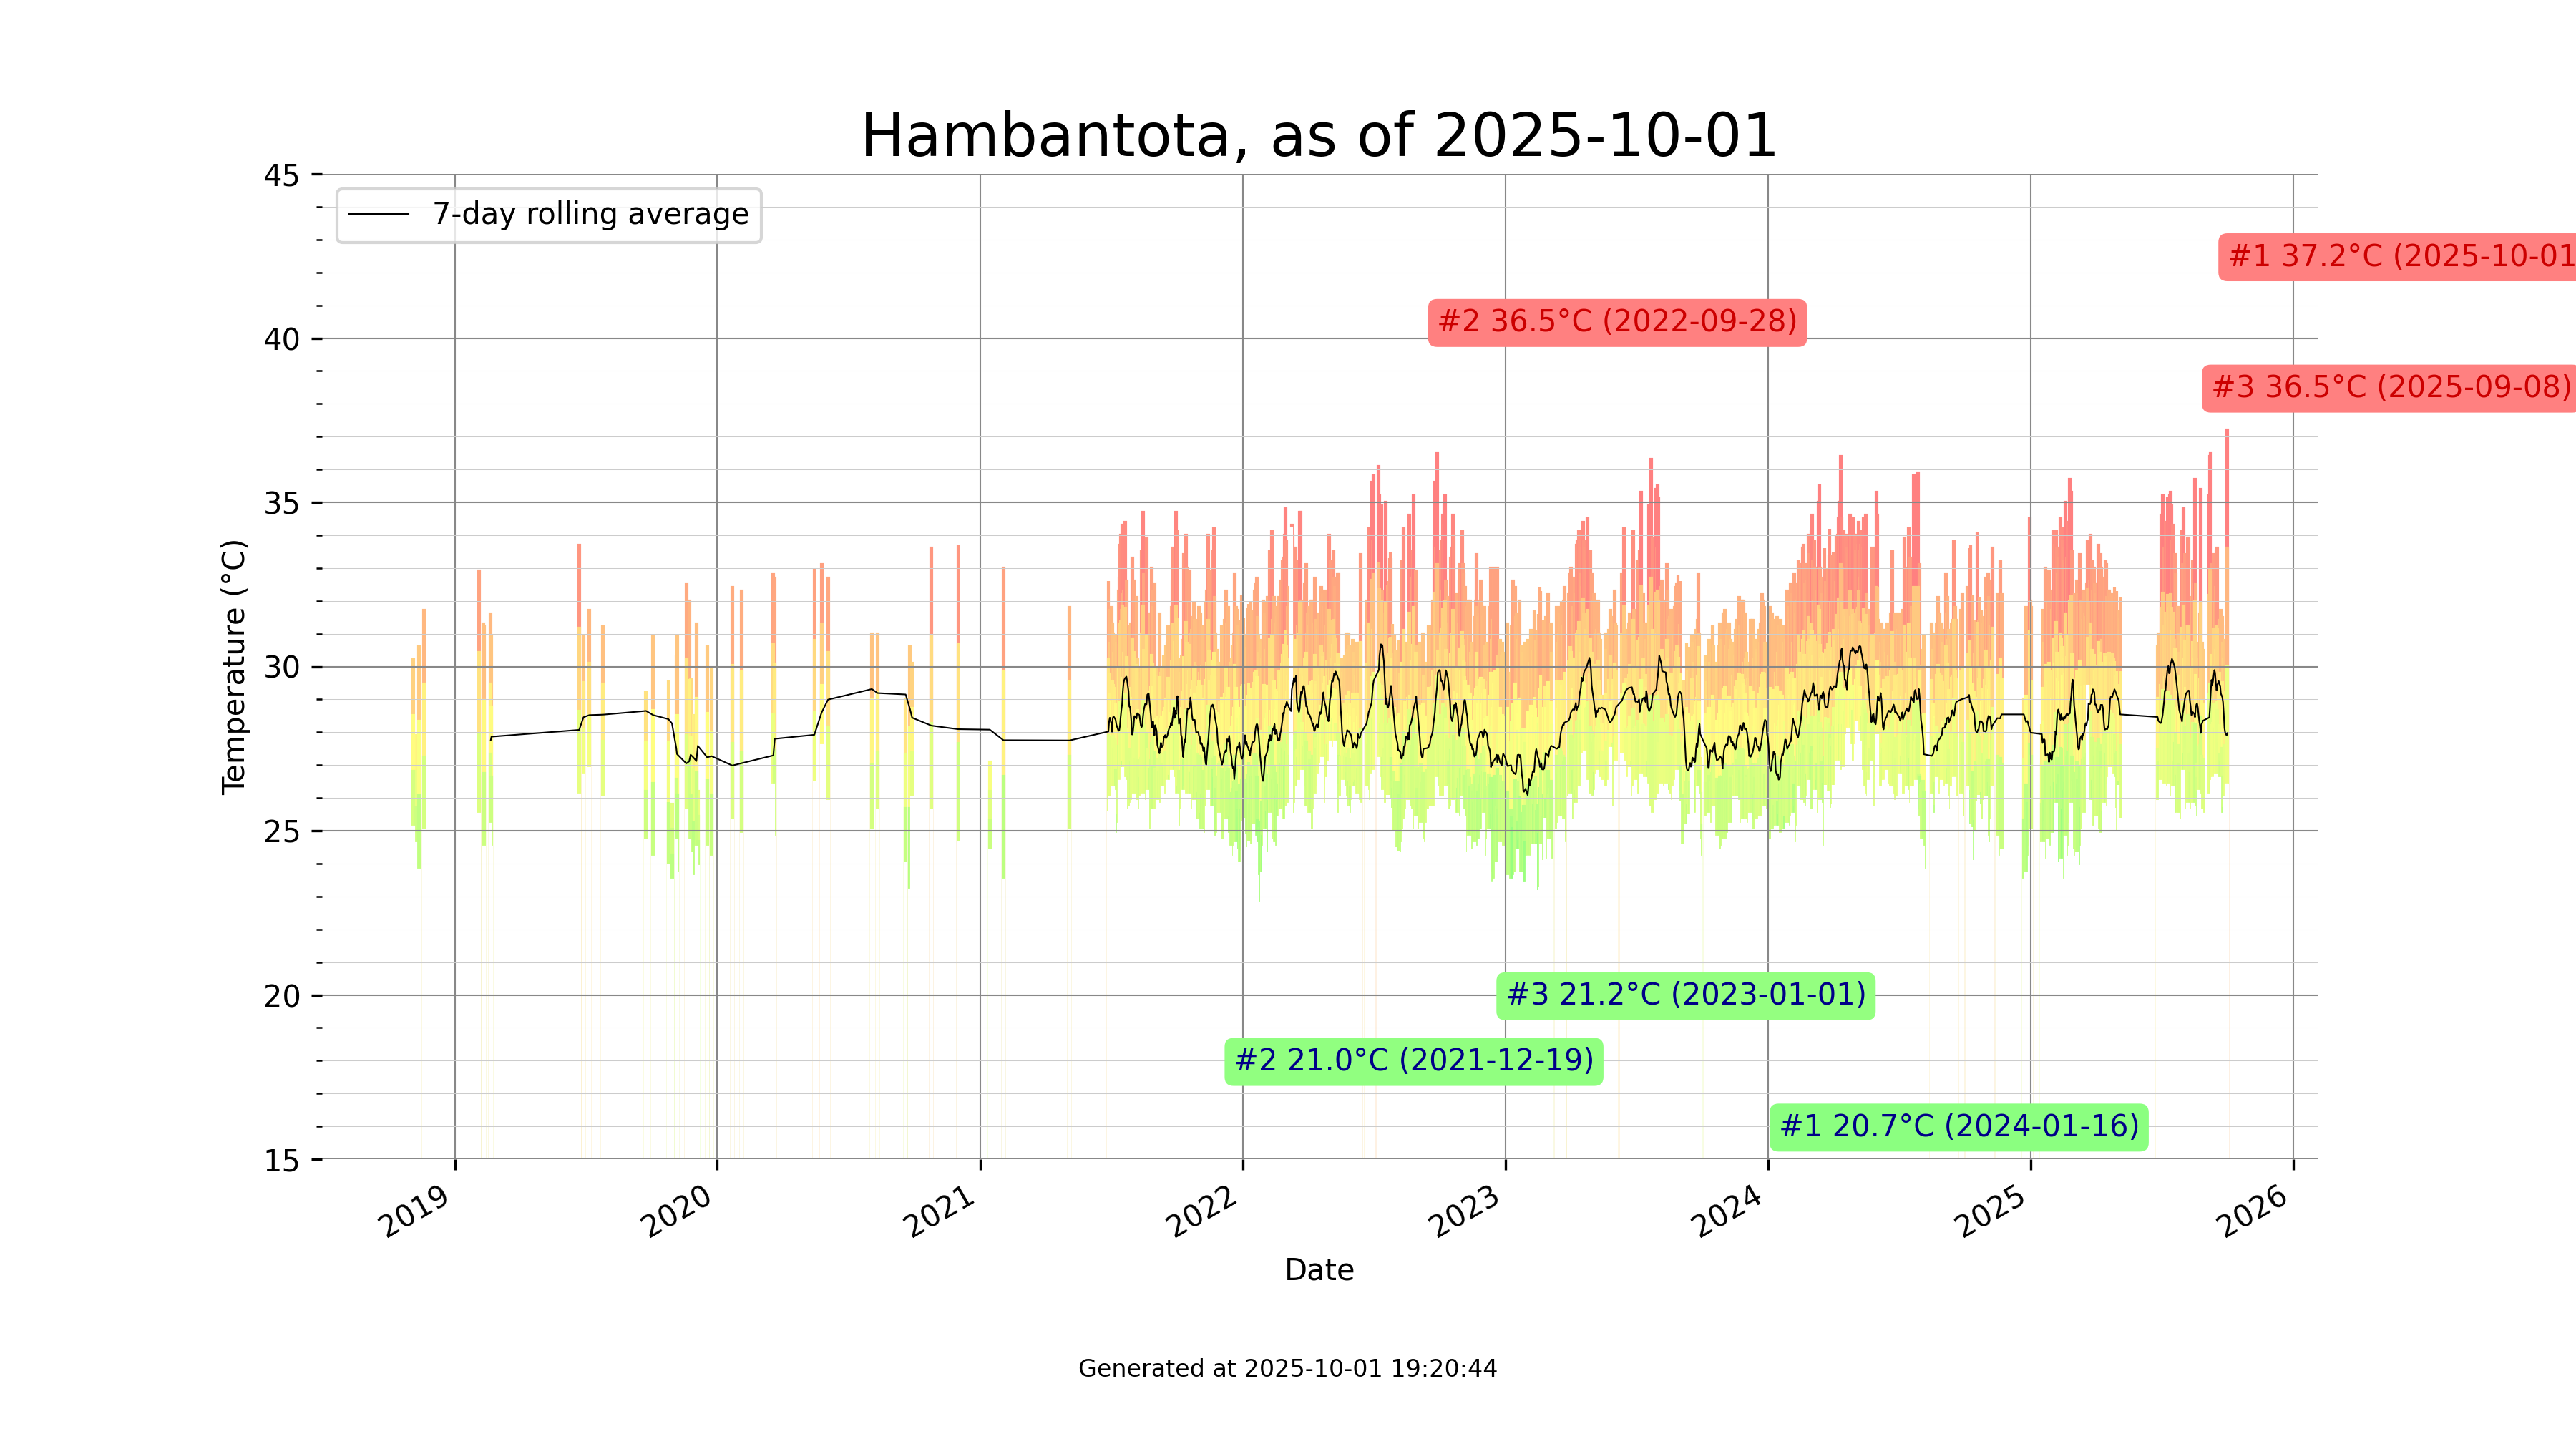 Hambantota, as of 2025-10-01
45
7-day rolling average
#1 37.2°C (2025-10-01
#2 36.5°C (2022-09-28)
40
#3 36.5°C (2025-09-08)
35
30
Temperature (°C)
25
20
#3 21.2°C (2023-01-01)
#2 21.0°C (2021-12-19)
#1 20.7°C (2024-01-16)
15
2019 2020 2021 2022 2023 2024 2025 2026
Date
Generated at 2025-10-01 19:20:44